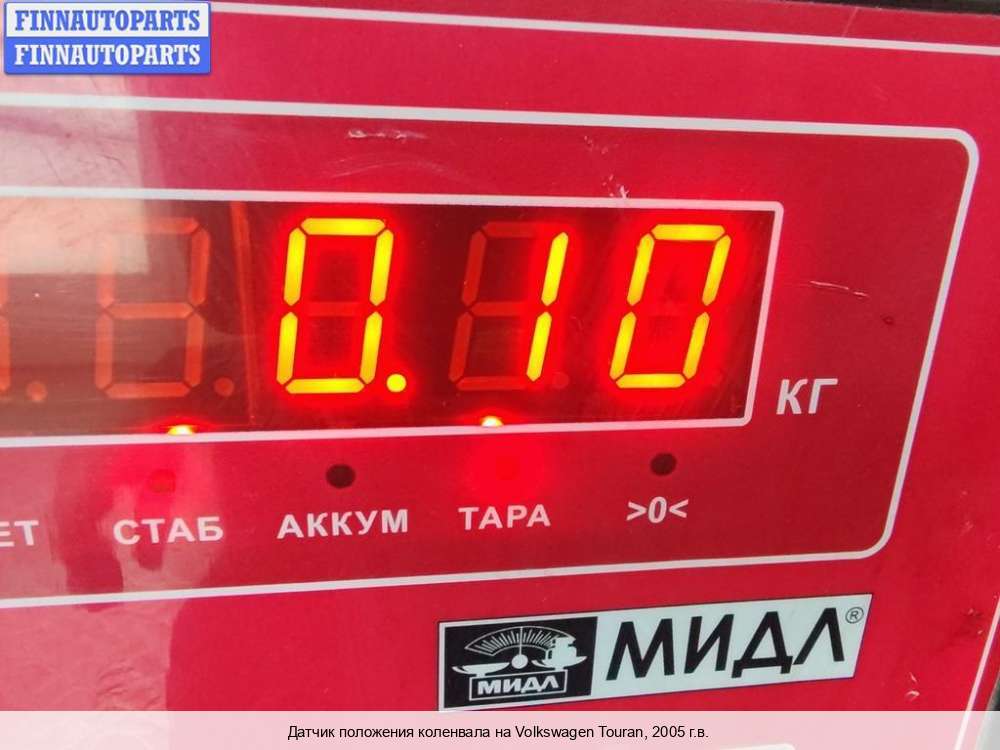 FINNAUTOPARTS
FINNAUTOPARTS
0.10
КГ
СТАБ АККУМ ТАРА >0<
МИДЛ®
МИДЛ
Датчик положения коленвала на Volkswagen Touran, 2005 г.в.